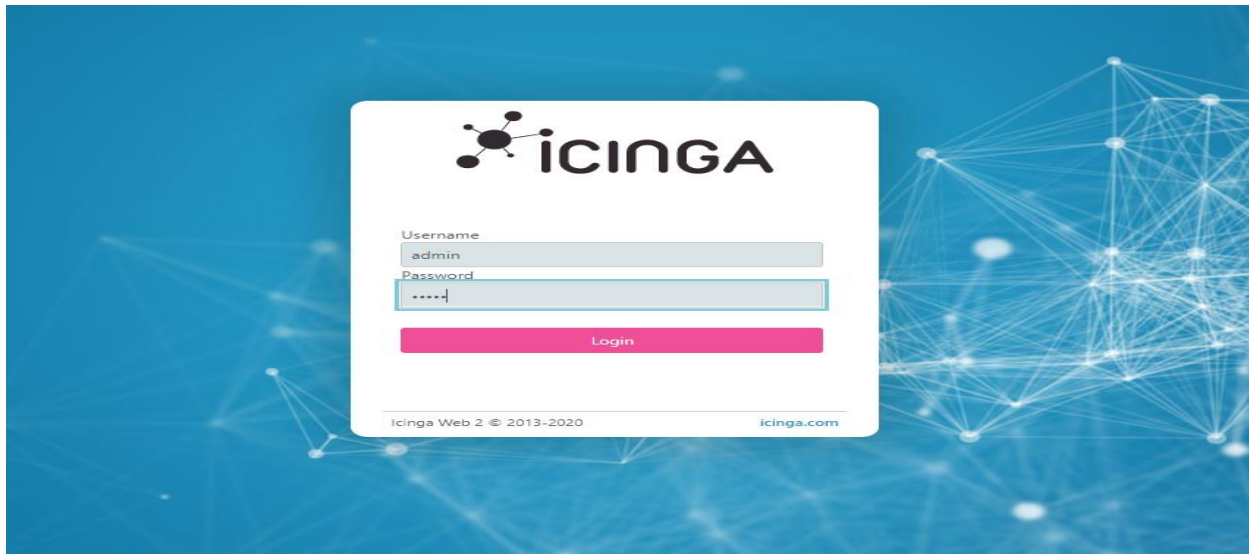 icinga
Username
admin
Password
•••••
Login
Icinga Web 2 © 2013-2020
icinga.com